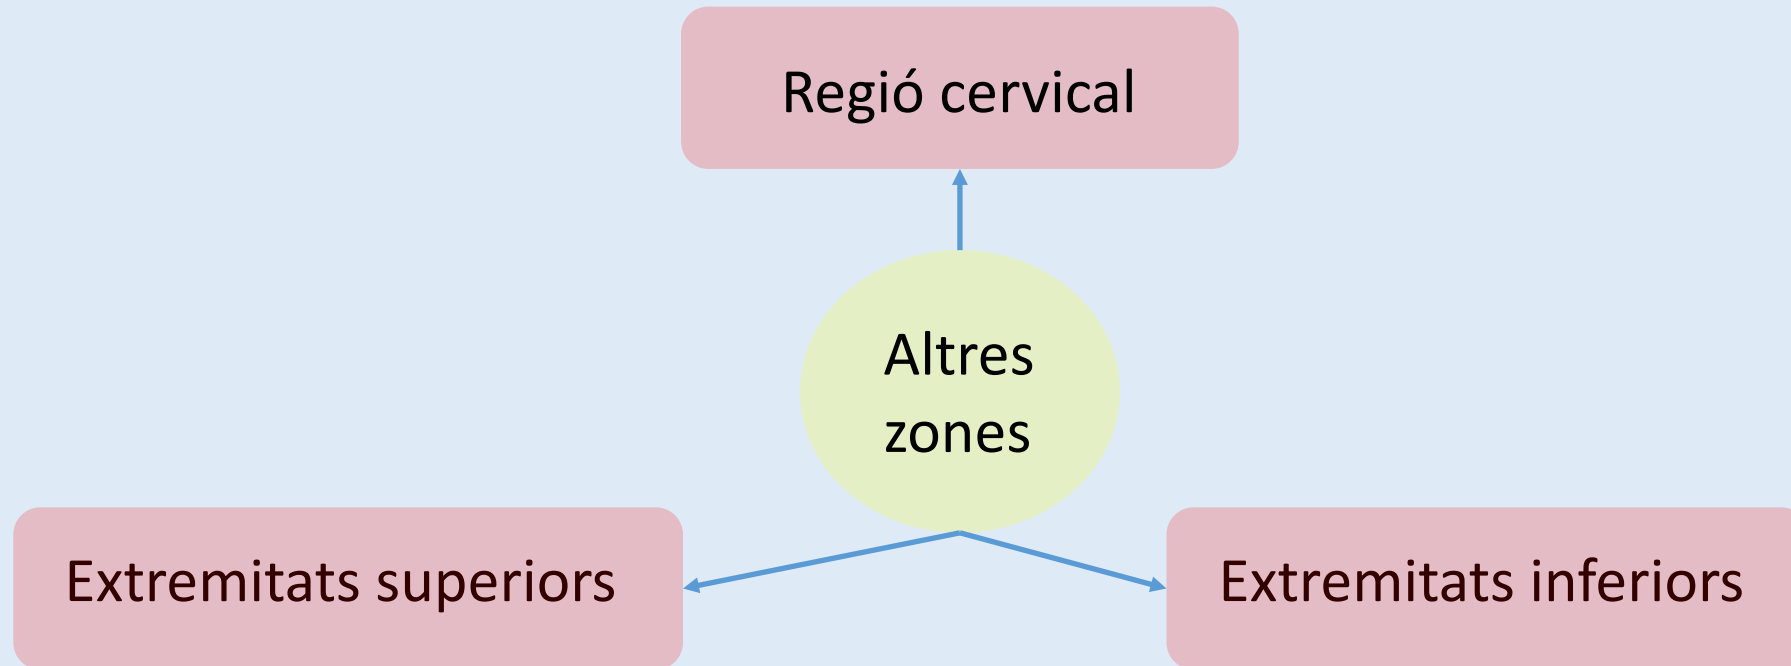 Regió cervical
Altres
zones
Extremitats superiors
Extremitats inferiors